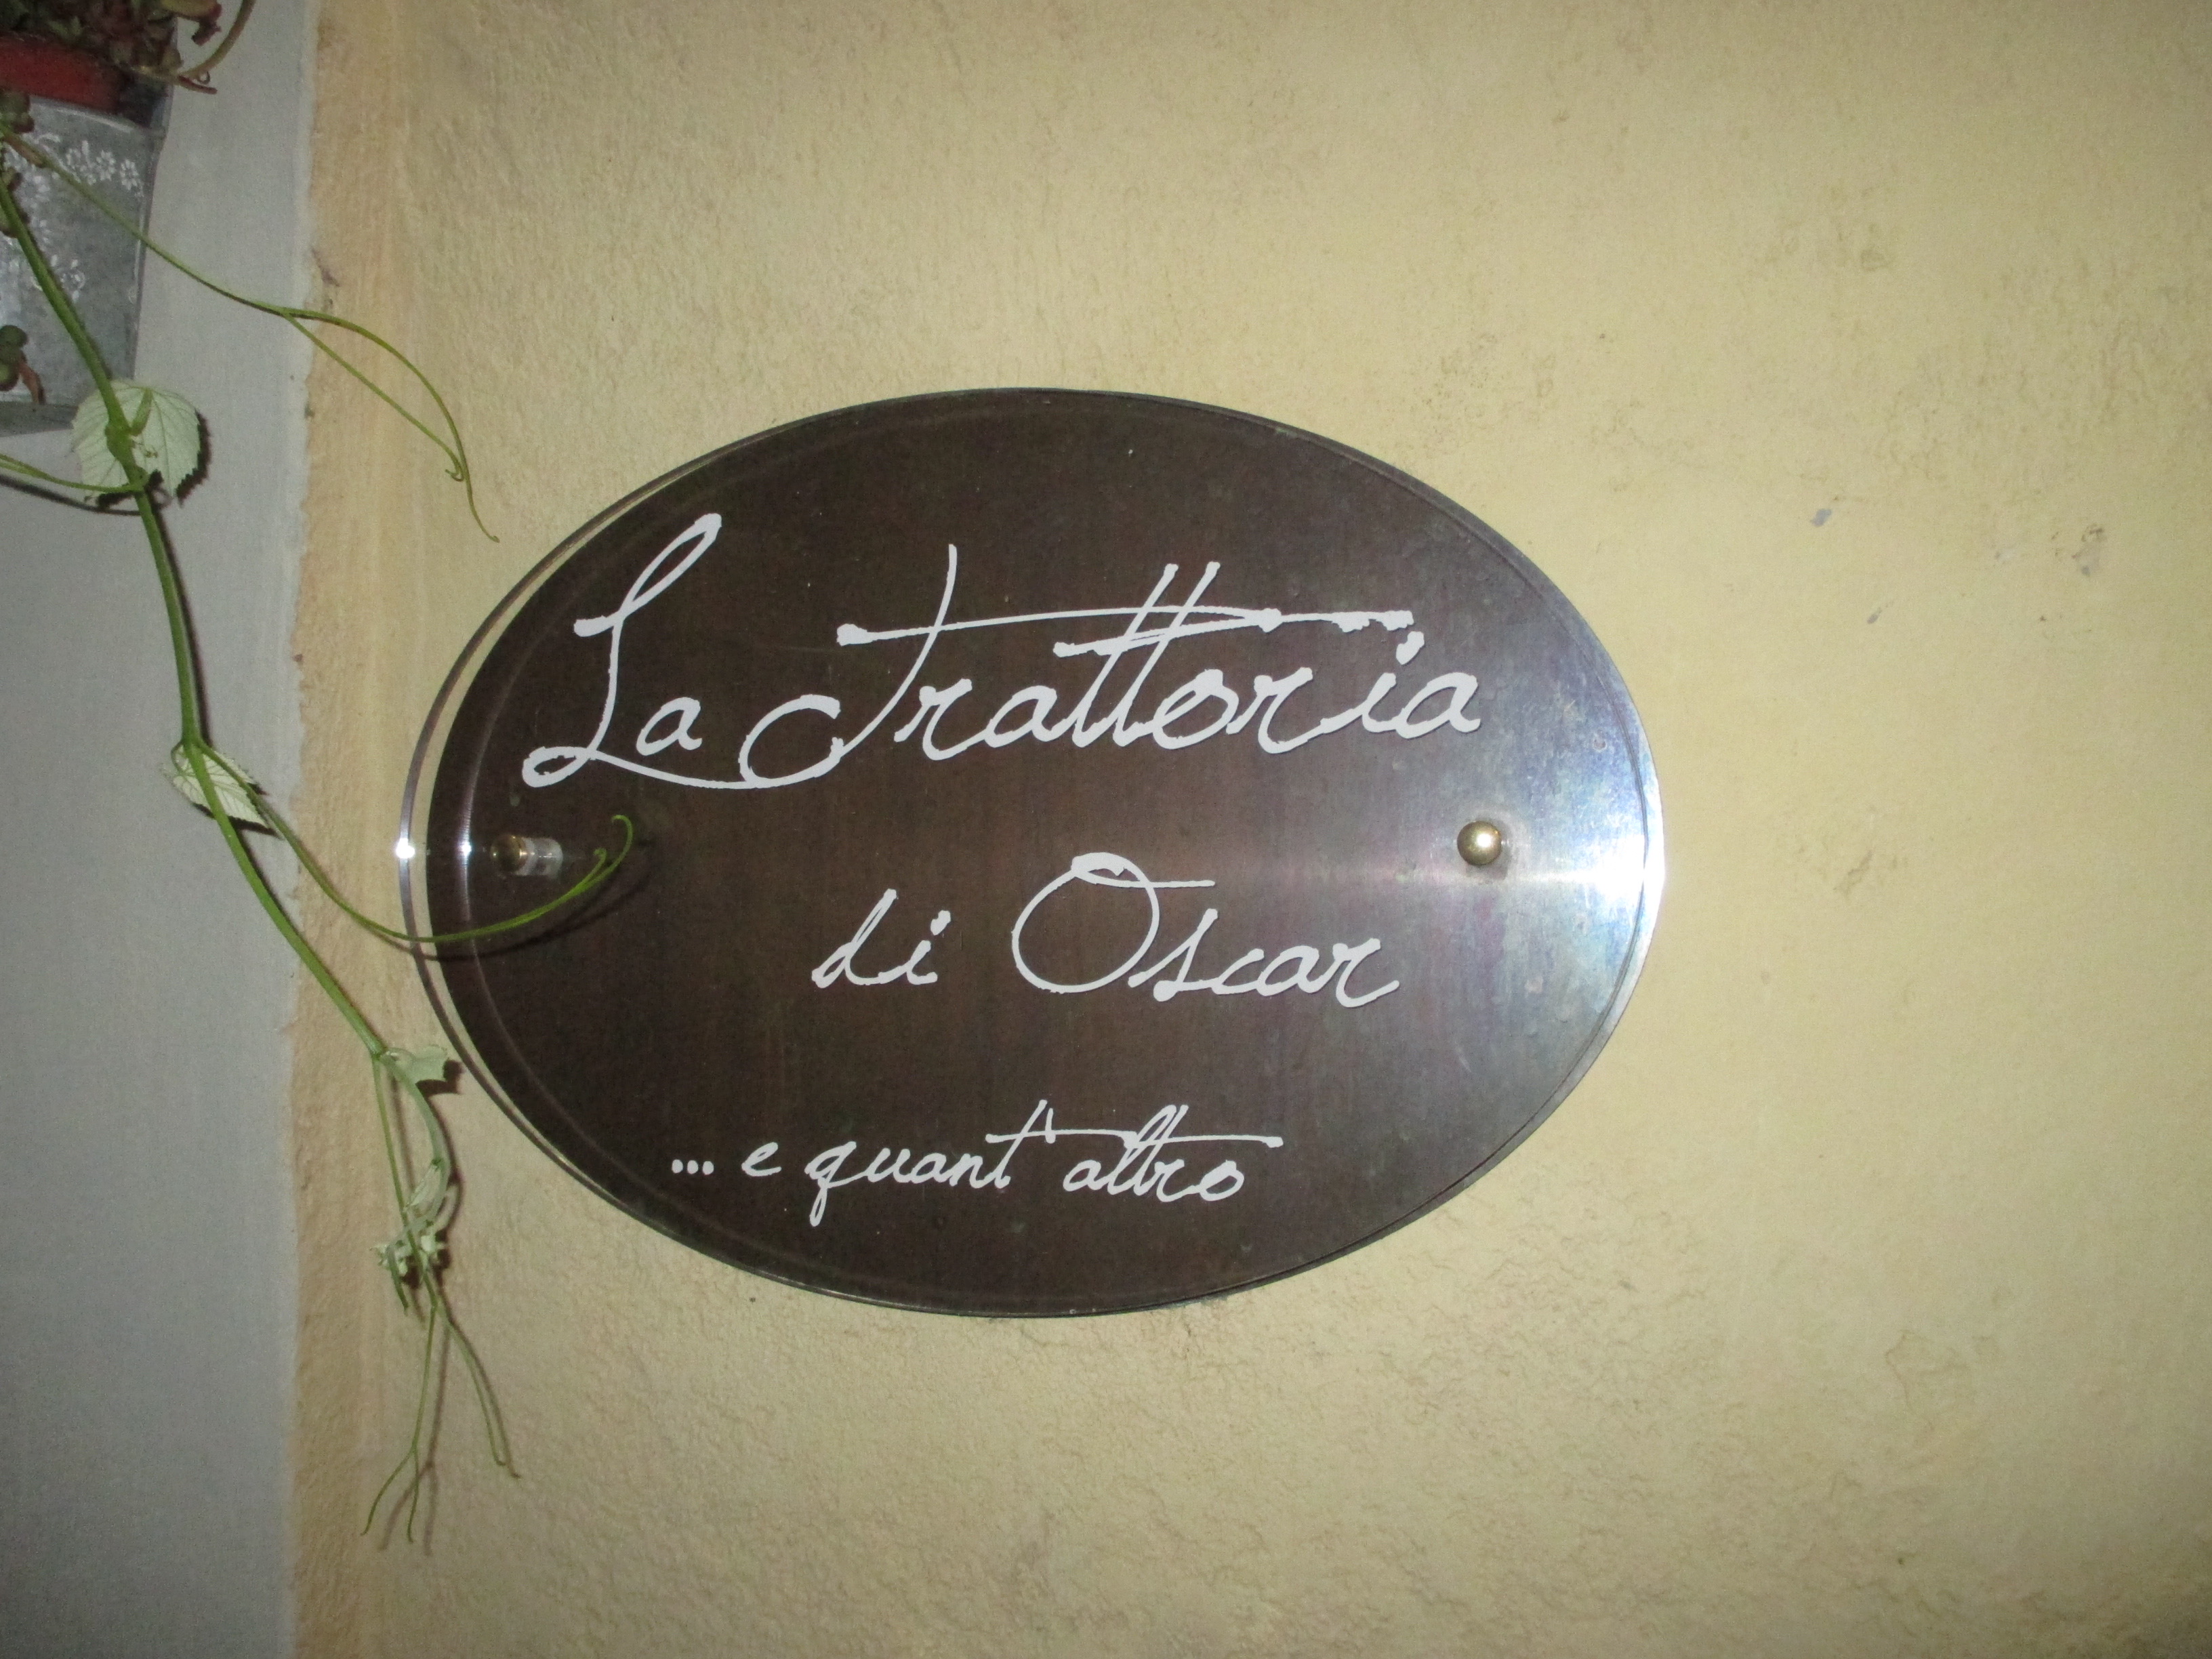 La Trattoria
di Oscar
... e quant'altro